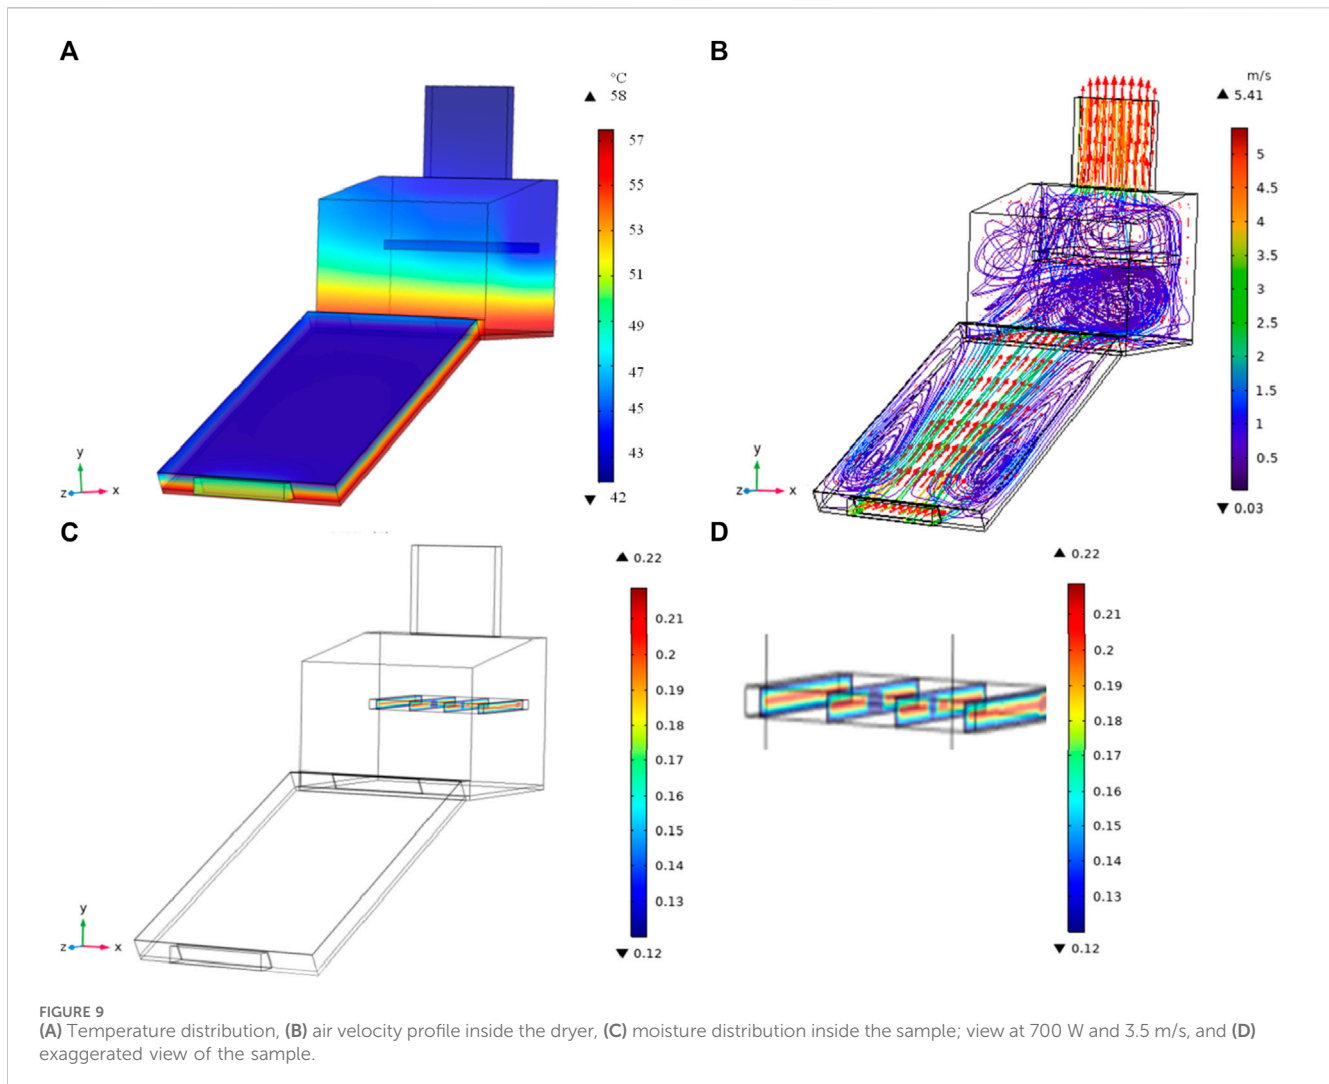 A
°C
▲ 58
57
55
53
51
49
47
45
43
▼ 42
y
z
x
B
m/s
▲ 5.41
5
4.5
4
3.5
3
2.5
2
1.5
1
0.5
▼ 0.03
y
z
x
C
▲ 0.22
0.21
0.2
0.19
0.18
0.17
0.16
0.15
0.14
0.13
▼ 0.12
y
z
x
D
▲ 0.22
0.21
0.2
0.19
0.18
0.17
0.16
0.15
0.14
0.13
▼ 0.12
FIGURE 9
(A) Temperature distribution, (B) air velocity profile inside the dryer, (C) moisture distribution inside the sample; view at 700 W and 3.5 m/s, and (D)
exaggerated view of the sample.